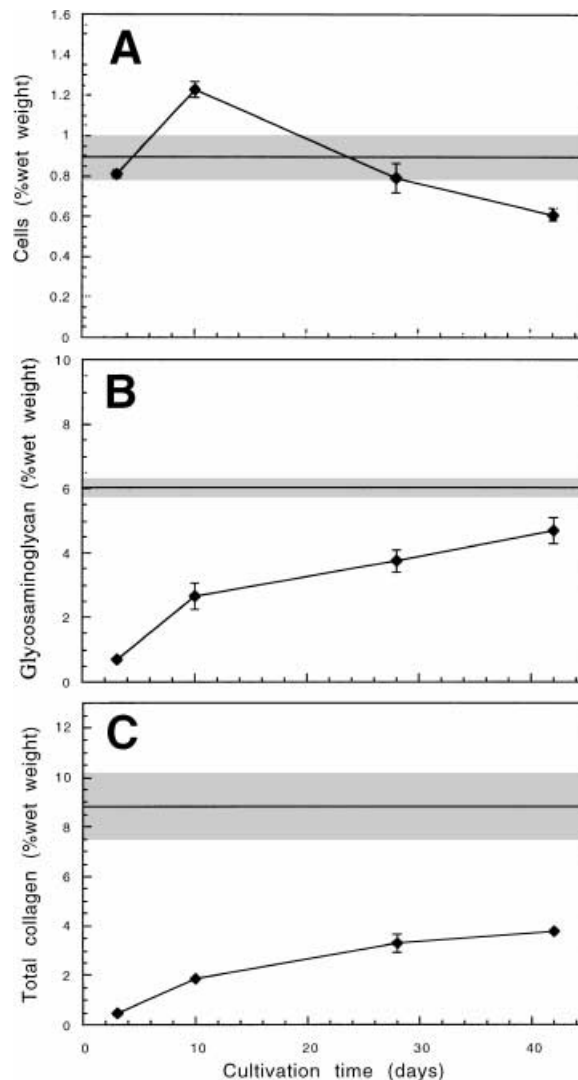 1.6
A
1.4
1.2
1
0.8
0.6
0.4
0.2
0
Cells (%wet weight)
10
B
8
6
4
2
0
Glycosaminoglycan (%wet weight)
C
12
10
8
6
4
2
0
Total collagen (%wet weight)
0 10 20 30 40
Cultivation time (days)